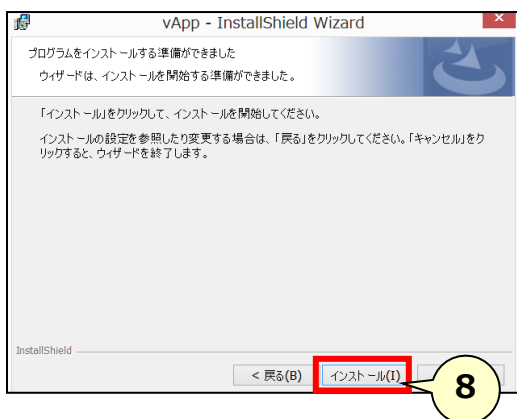 vApp - InstallShield Wizard
プログラムをインストールする準備ができました
ウィザードは、インストールを開始する準備ができました。
「インストール」をクリックして、インストールを開始してください。
インストールの設定を参照したり変更する場合は、「戻る」をクリックしてください。「キャンセル」をク
リックすると、ウィザードを終了します。
InstallShield
< 戻る(B) インストール(I)
8